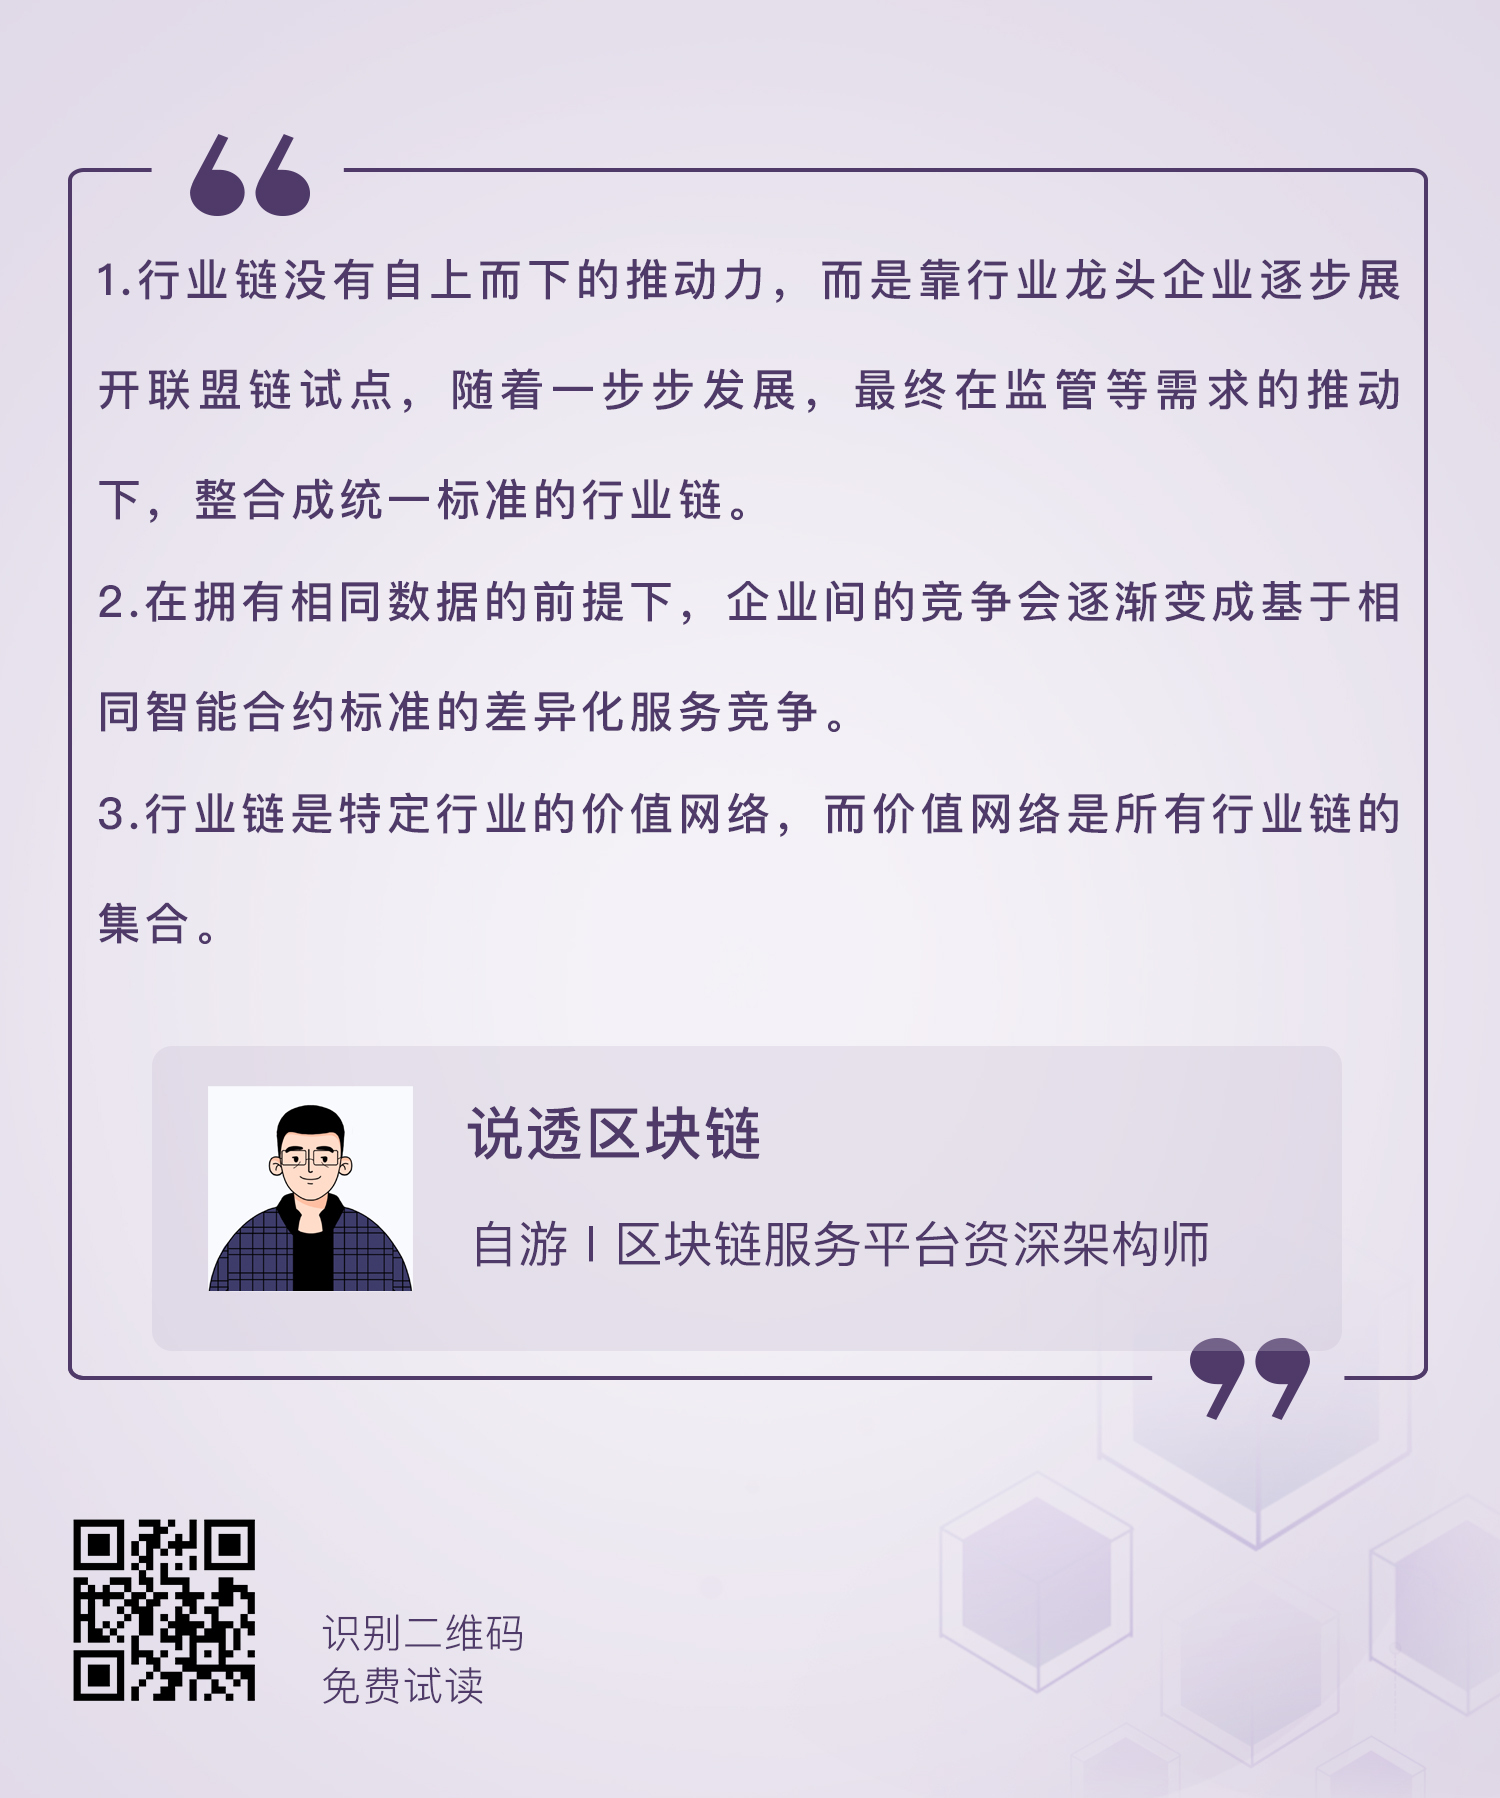 1.行业链没有自上而下的推动力，而是靠行业龙头企业逐步展
开联盟链试点，随着一步步发展，最终在监管等需求的推动
下，整合成统一标准的行业链。
2.在拥有相同数据的前提下，企业间的竞争会逐渐变成基于相
同智能合约标准的差异化服务竞争。
3.行业链是特定行业的价值网络，而价值网络是所有行业链的
集合。
说透区块链
自游 | 区块链服务平台资深架构师
识别二维码
免费试读